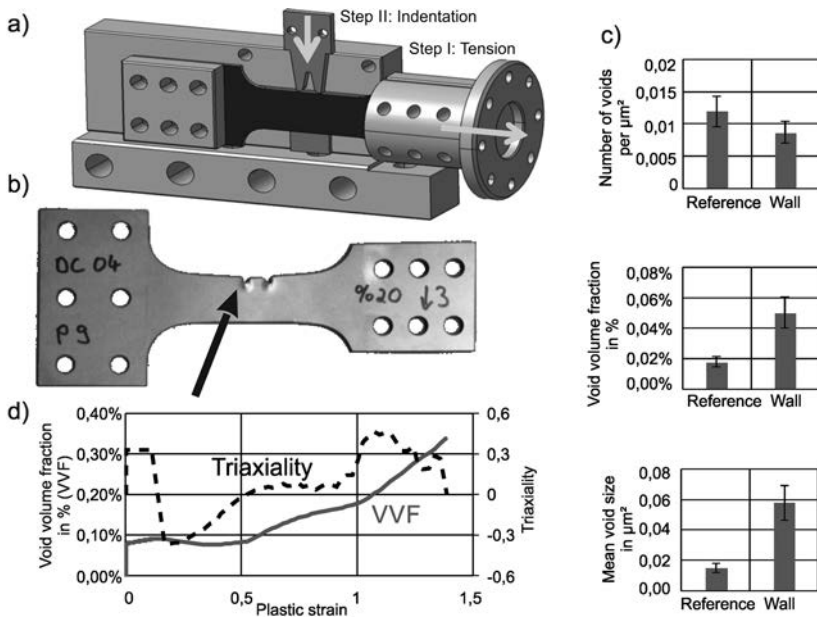 a)
Step II: Indentation
Step I: Tension
b)
DC 04
P9
%20 ↓3
c)
0,02
0,015
0,01
0,005
0
Number of voids
per µm²
Reference Wall
0,08%
0,06%
0,04%
0,02%
0,00%
Void volume fraction
in %
Reference Wall
0,08
0,06
0,04
0,02
0,00
Mean void size
in µm²
Reference Wall
d)
0,40%
0,30%
0,20%
0,10%
0,00%
Void volume fraction
in % (VVF)
Triaxiality
VVF
0,6
0,3
0
-0,3
-0,6
Triaxiality
0 0,5 1 1,5
Plastic strain